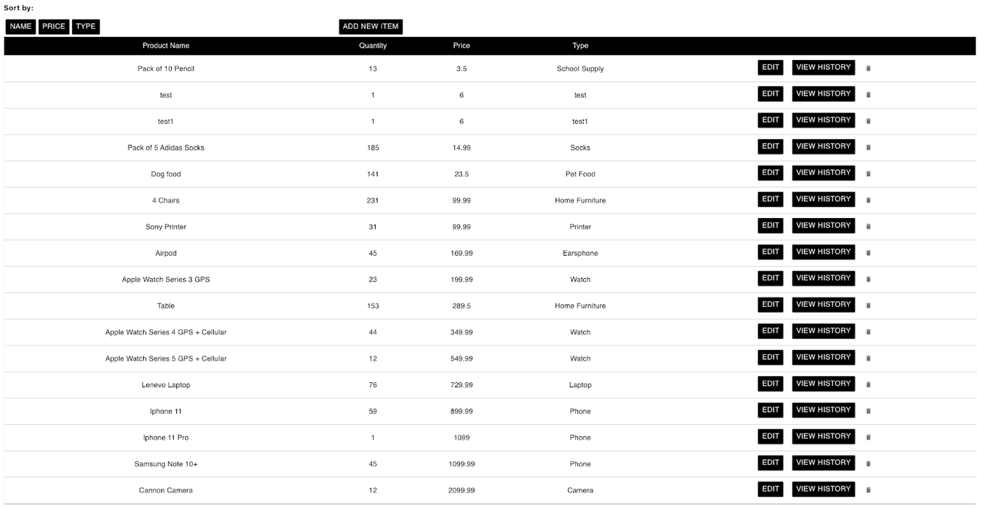 Sort by:
NAME PRICE TYPE ADD NEW ITEM
Product Name Quantity Price Type
Pack of 10 Pencil 13 3.5 School Supply EDIT VIEW HISTORY
test 1 6 test EDIT VIEW HISTORY
test1 1 6 test1 EDIT VIEW HISTORY
Pack of 5 Adidas Socks 185 14.99 Socks EDIT VIEW HISTORY
Dog food 141 23.5 Pet Food EDIT VIEW HISTORY
4 Chairs 231 99.99 Home Furniture EDIT VIEW HISTORY
Sony Printer 31 99.99 Printer EDIT VIEW HISTORY
Airpod 45 169.99 Earsphone EDIT VIEW HISTORY
Apple Watch Series 3 GPS 23 199.99 Watch EDIT VIEW HISTORY
Table 153 289.5 Home Furniture EDIT VIEW HISTORY
Apple Watch Series 4 GPS + Cellular 44 349.99 Watch EDIT VIEW HISTORY
Apple Watch Series 5 GPS + Cellular 12 549.99 Watch EDIT VIEW HISTORY
Lenevo Laptop 76 729.99 Laptop EDIT VIEW HISTORY
Iphone 11 59 899.99 Phone EDIT VIEW HISTORY
Iphone 11 Pro 1 1099 Phone EDIT VIEW HISTORY
Samsung Note 10+ 45 1099.99 Phone EDIT VIEW HISTORY
Cannon Camera 12 2099.99 Camera EDIT VIEW HISTORY